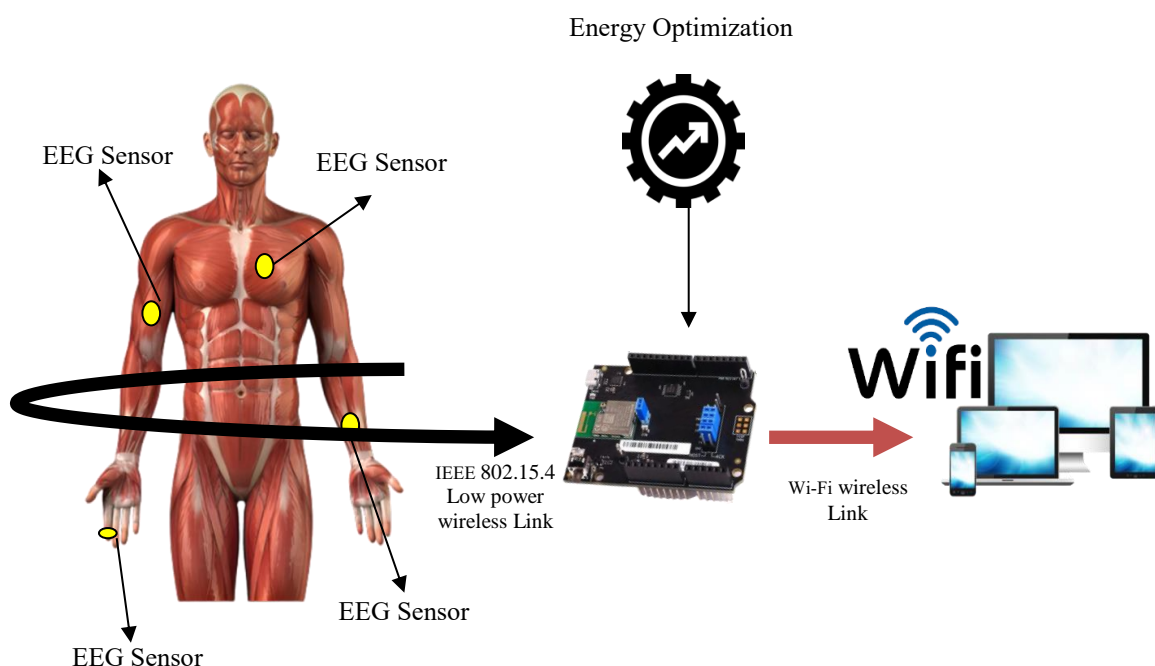 Energy Optimization
EEG Sensor
EEG Sensor
Wifi
IEEE 802.15.4
Low power
wireless Link
Wi-Fi wireless
Link
EEG Sensor
EEG Sensor